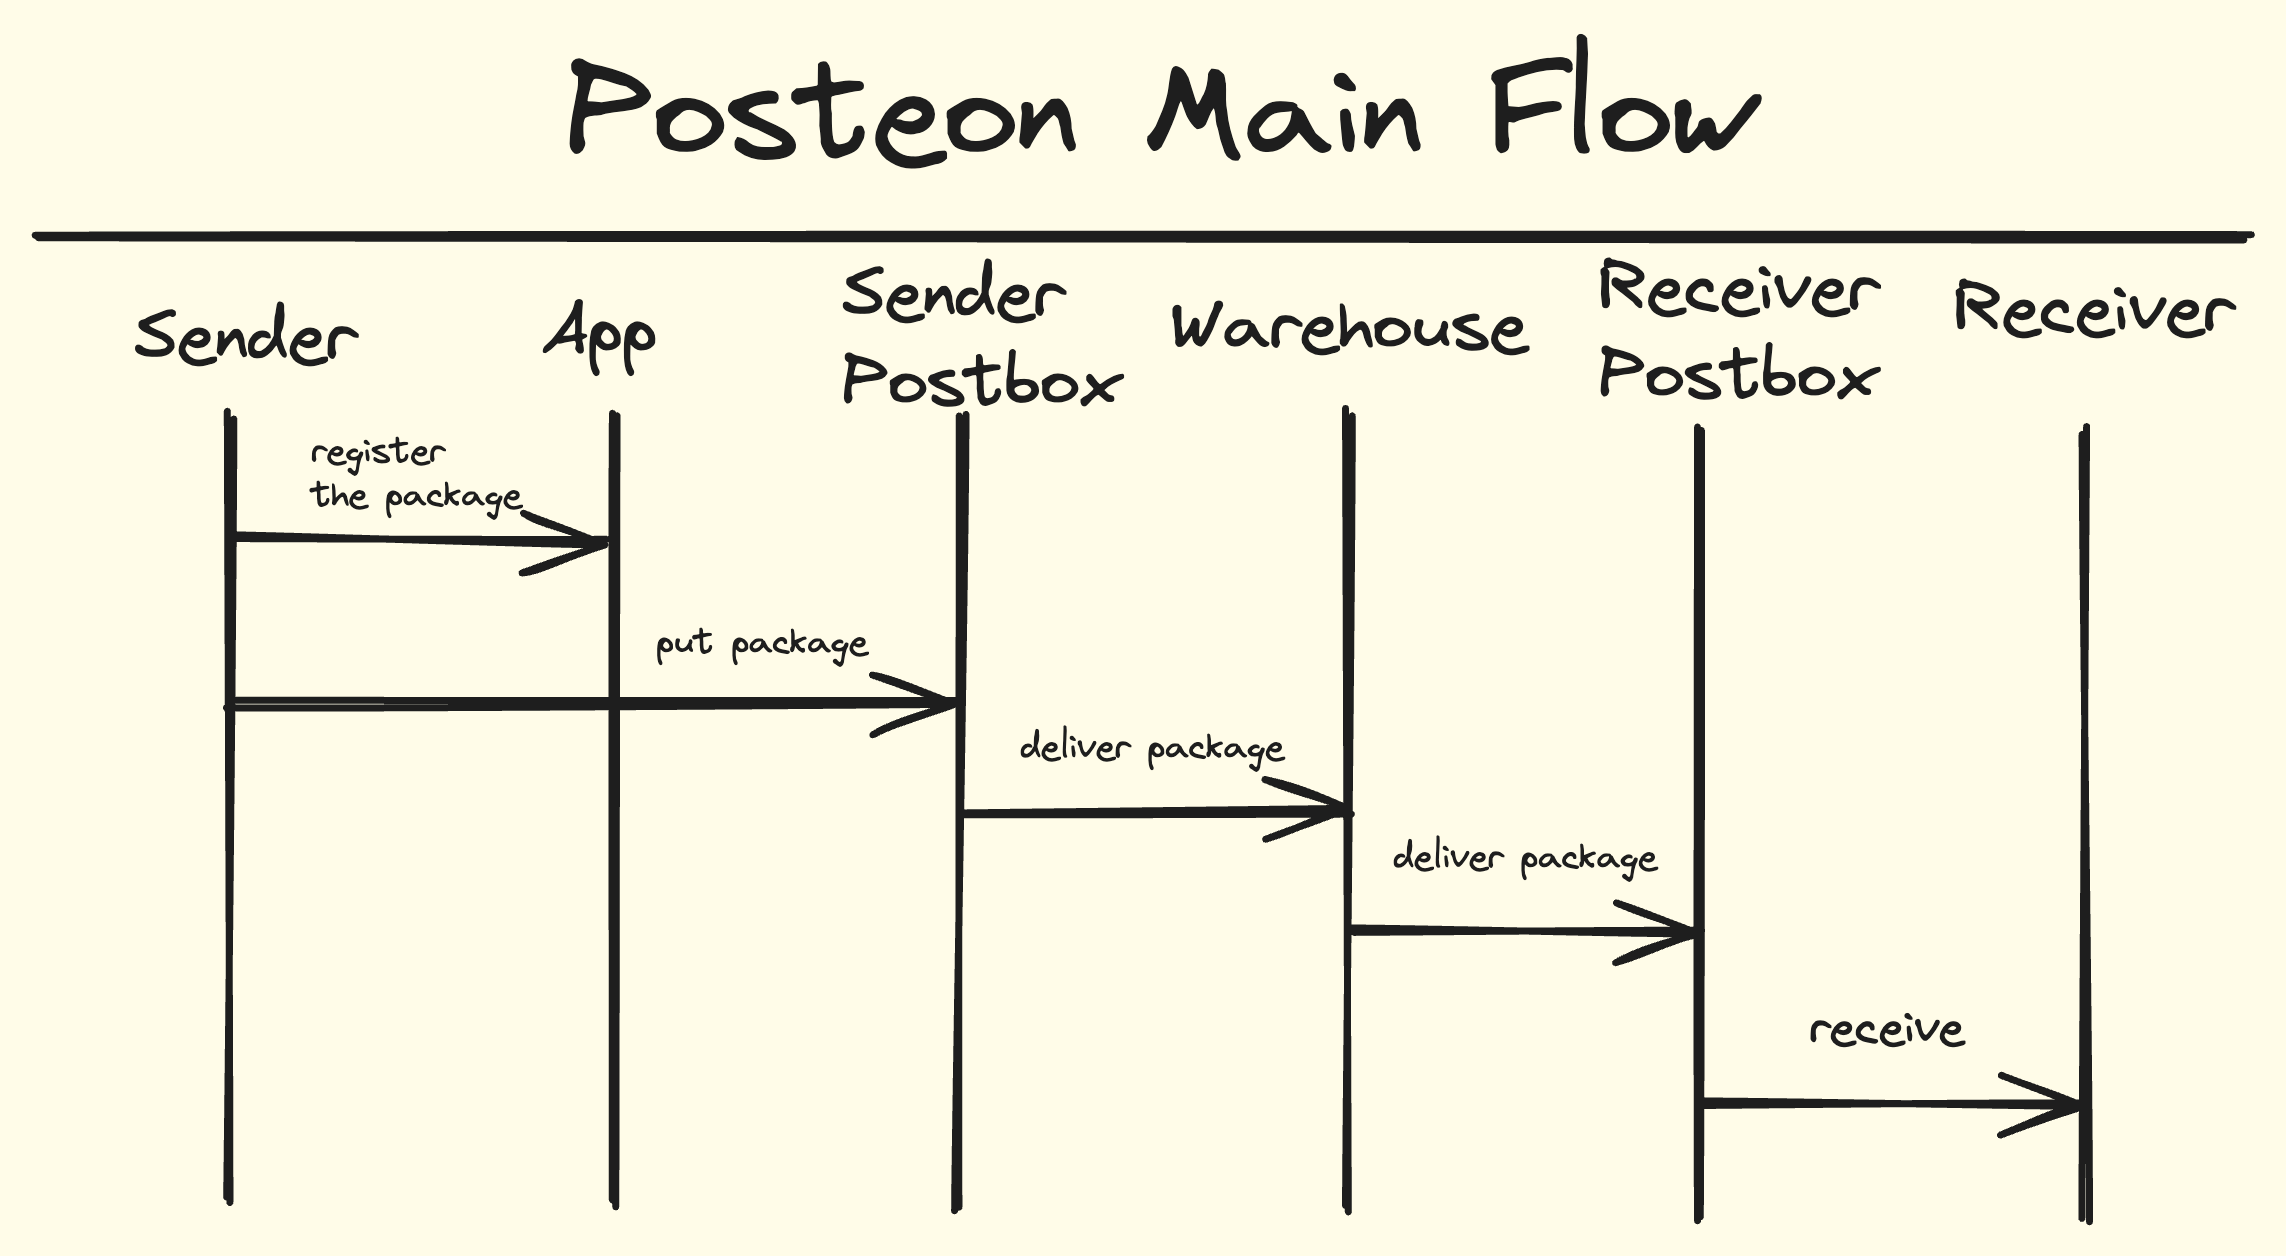 Posteon Main Flow
Sender
App
Sender
Postbox
Warehouse
Receiver
Postbox
Receiver
register
the package
put package
deliver package
deliver package
receive